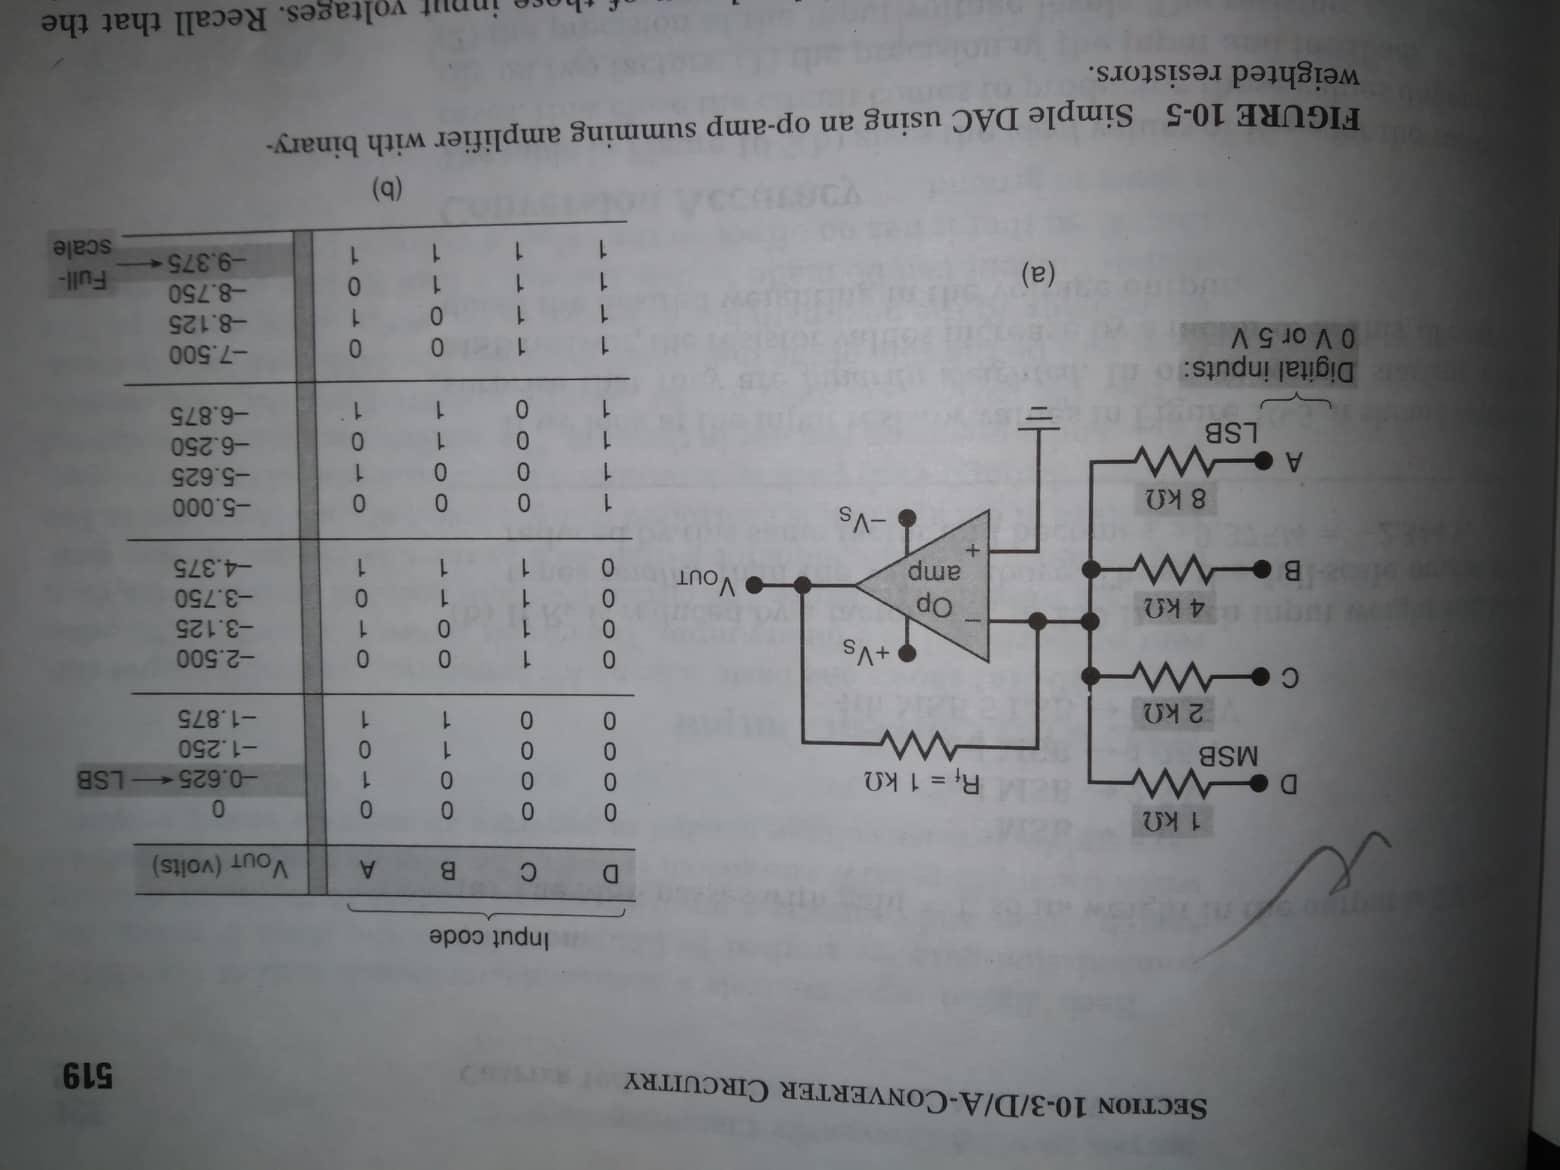 SECTION 10-3/D/A-CONVERTER CIRCUITRY 519
D
MSB
1 kΩ
C
2 kΩ
B
4 kΩ
A
LSB
8 kΩ
Digital inputs:
0 V or 5 V
Rf = 1 kΩ
+VS
−
Op
amp
+
−VS
VOUT
(a)
Input code
D C B A VOUT (volts)
0 0 0 0 0
0 0 0 1 −0.625 ← LSB
0 0 1 0 −1.250
0 0 1 1 −1.875
0 1 0 0 −2.500
0 1 0 1 −3.125
0 1 1 0 −3.750
0 1 1 1 −4.375
1 0 0 0 −5.000
1 0 0 1 −5.625
1 0 1 0 −6.250
1 0 1 1 −6.875
1 1 0 0 −7.500
1 1 0 1 −8.125
1 1 1 0 −8.750
1 1 1 1 −9.375 ← Full-
scale
(b)
FIGURE 10-5 Simple DAC using an op-amp summing amplifier with binary-
weighted resistors.
of these input voltages. Recall that the